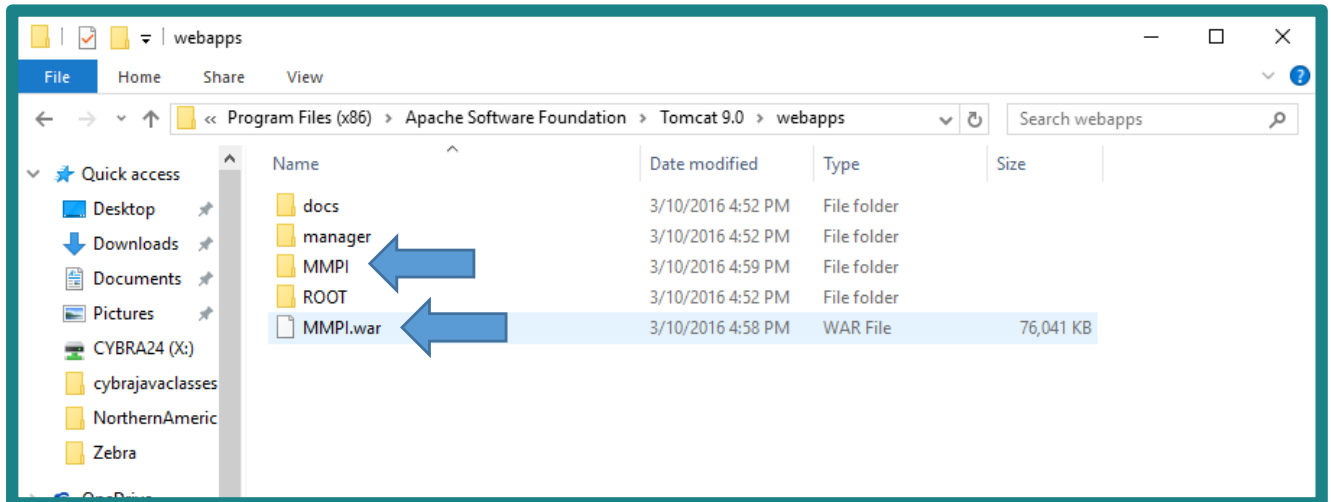 webapps
File Home Share View
« Program Files (x86) › Apache Software Foundation › Tomcat 9.0 › webapps Search webapps
Name Date modified Type Size
Quick access
Desktop
Downloads
Documents
Pictures
CYBRA24 (X:)
cybrajavaclasses
NorthernAmeric
Zebra
docs 3/10/2016 4:52 PM File folder
manager 3/10/2016 4:52 PM File folder
MMPI 3/10/2016 4:59 PM File folder
ROOT 3/10/2016 4:52 PM File folder
MMPI.war 3/10/2016 4:58 PM WAR File 76,041 KB